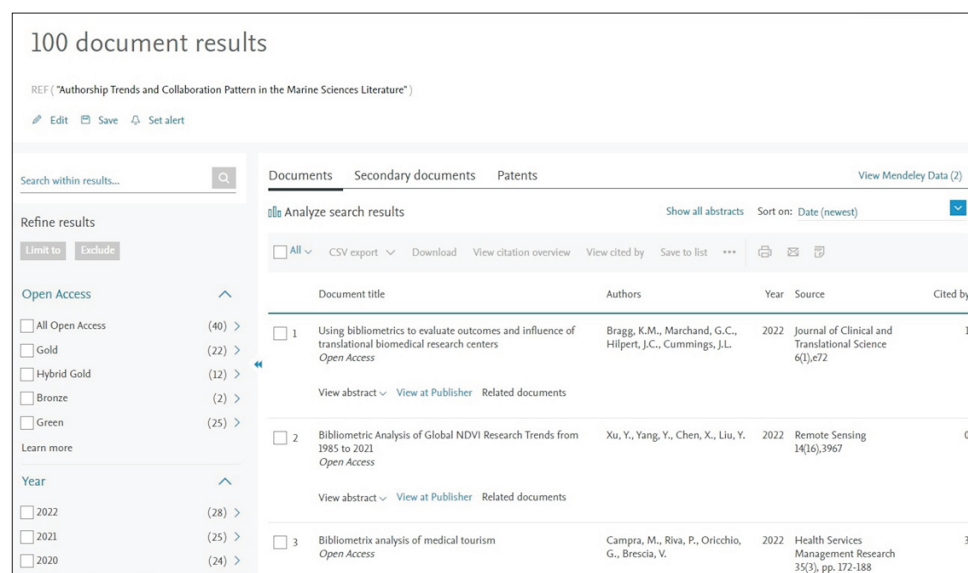 100 document results
REF ( "Authorship Trends and Collaboration Pattern in the Marine Sciences Literature" )
Edit Save Set alert
Search within results...
Refine results
Limit to Exclude
Open Access
All Open Access (40)
Gold (22)
Hybrid Gold (12)
Bronze (2)
Green (25)
Learn more
Year
2022 (28)
2021 (25)
2020 (24)
Documents Secondary documents Patents View Mendeley Data (2)
Analyze search results Show all abstracts Sort on: Date (newest)
All CSV export Download View citation overview View cited by Save to list •••
Document title Authors Year Source Cited by
1 Using bibliometrics to evaluate outcomes and influence of Bragg, K.M., Marchand, G.C., 2022 Journal of Clinical and 1
translational biomedical research centers Hilpert, J.C., Cummings, J.L. Translational Science
Open Access 6(1),e72
View abstract View at Publisher Related documents
2 Bibliometric Analysis of Global NDVI Research Trends from Xu, Y., Yang, Y., Chen, X., Liu, Y. 2022 Remote Sensing 0
1985 to 2021 14(16),3967
Open Access
View abstract View at Publisher Related documents
3 Bibliometrix analysis of medical tourism Campra, M., Riva, P., Oricchio, 2022 Health Services 3
Open Access G., Brescia, V. Management Research
35(3), pp. 172-188